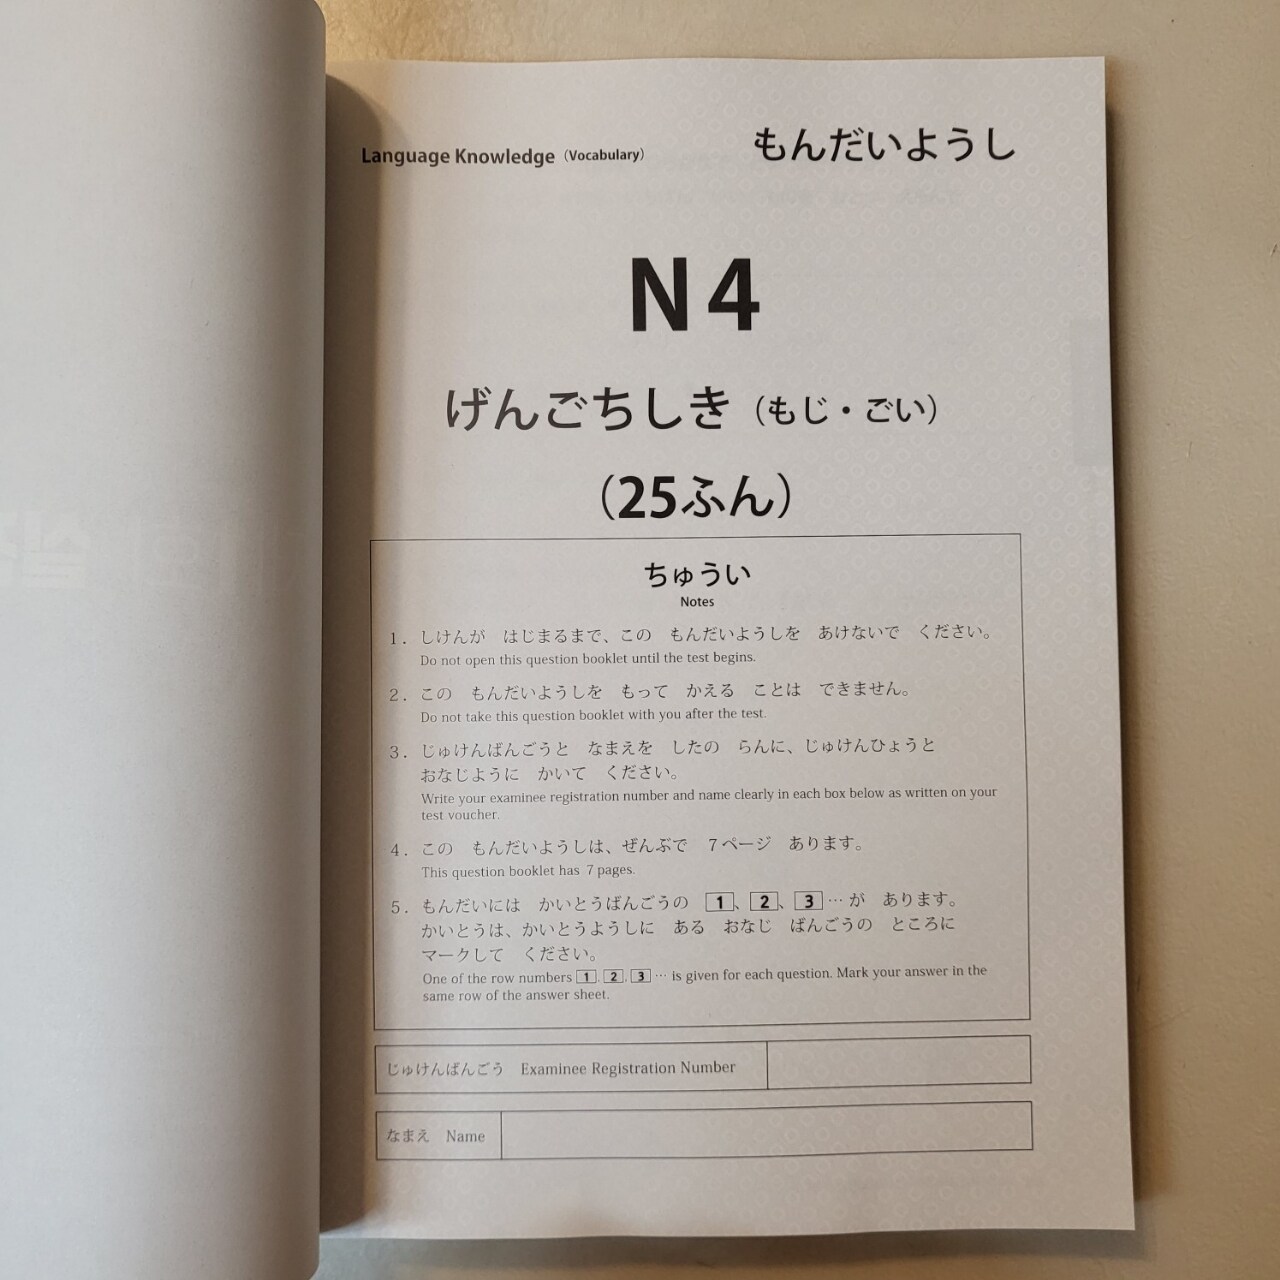 Language Knowledge（Vocabulary）
もんだいようし
N4
げんごちしき（もじ・ごい）
（25ふん）
ちゅうい
Notes
1．しけんが　はじまるまで、この　もんだいようしを　あけないで　ください。
Do not open this question booklet until the test begins.
2．この　もんだいようしを　もって　かえる　ことは　できません。
Do not take this question booklet with you after the test.
3．じゅけんばんごうと　なまえを　したの　らんに、じゅけんひょうと
おなじように　かいて　ください。
Write your examinee registration number and name clearly in each box below as written on your
test voucher.
4．この　もんだいようしは、ぜんぶで　7ページ　あります。
This question booklet has 7 pages.
5．もんだいには　かいとうばんごうの　1、2、3…が　あります。
かいとうは、かいとうようしに　ある　おなじ　ばんごうの　ところに
マークして　ください。
One of the row numbers 1, 2, 3 … is given for each question. Mark your answer in the
same row of the answer sheet.
じゅけんばんごう　Examinee Registration Number
なまえ　Name